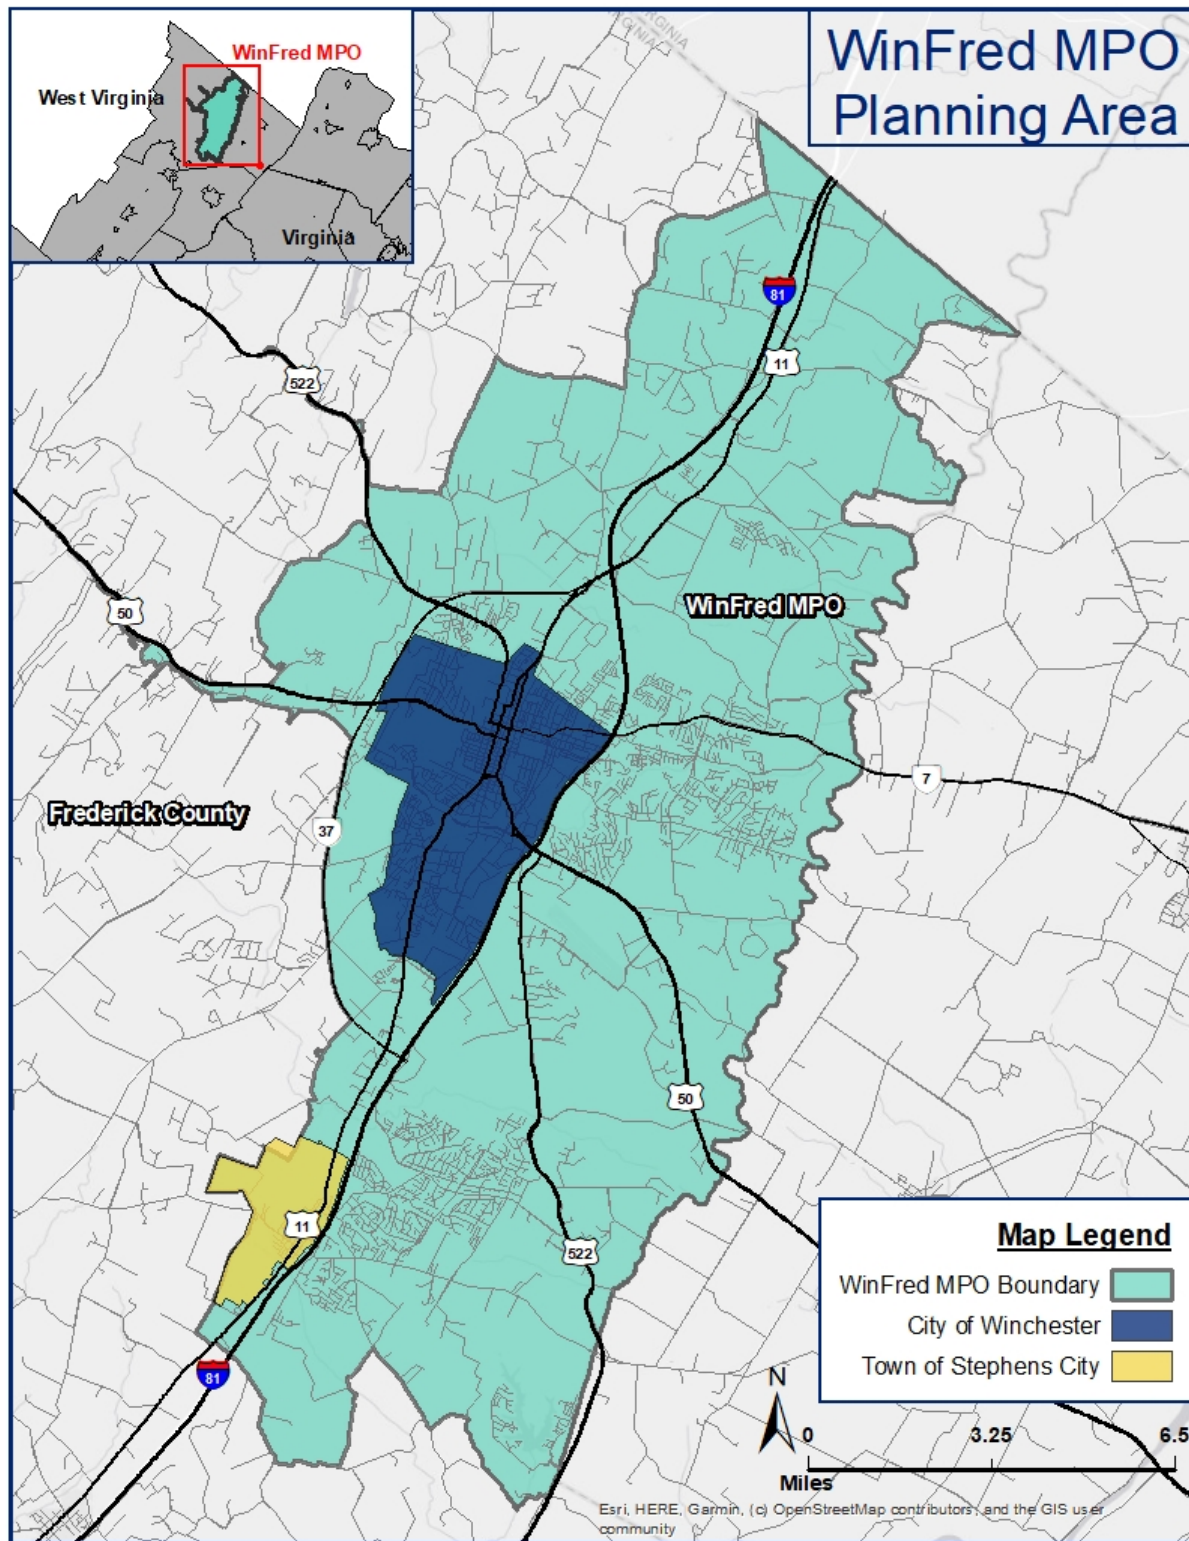 WinFred MPO
Planning Area
WinFred MPO
West Virginia
Virginia
VIRGINIA
81
11
522
50
WinFred MPO
7
Frederick County
37
50
11
522
81
Map Legend
WinFred MPO Boundary
City of Winchester
Town of Stephens City
N
0 3.25 6.5
Miles
Esri, HERE, Garmin, (c) OpenStreetMap contributors, and the GIS user
community